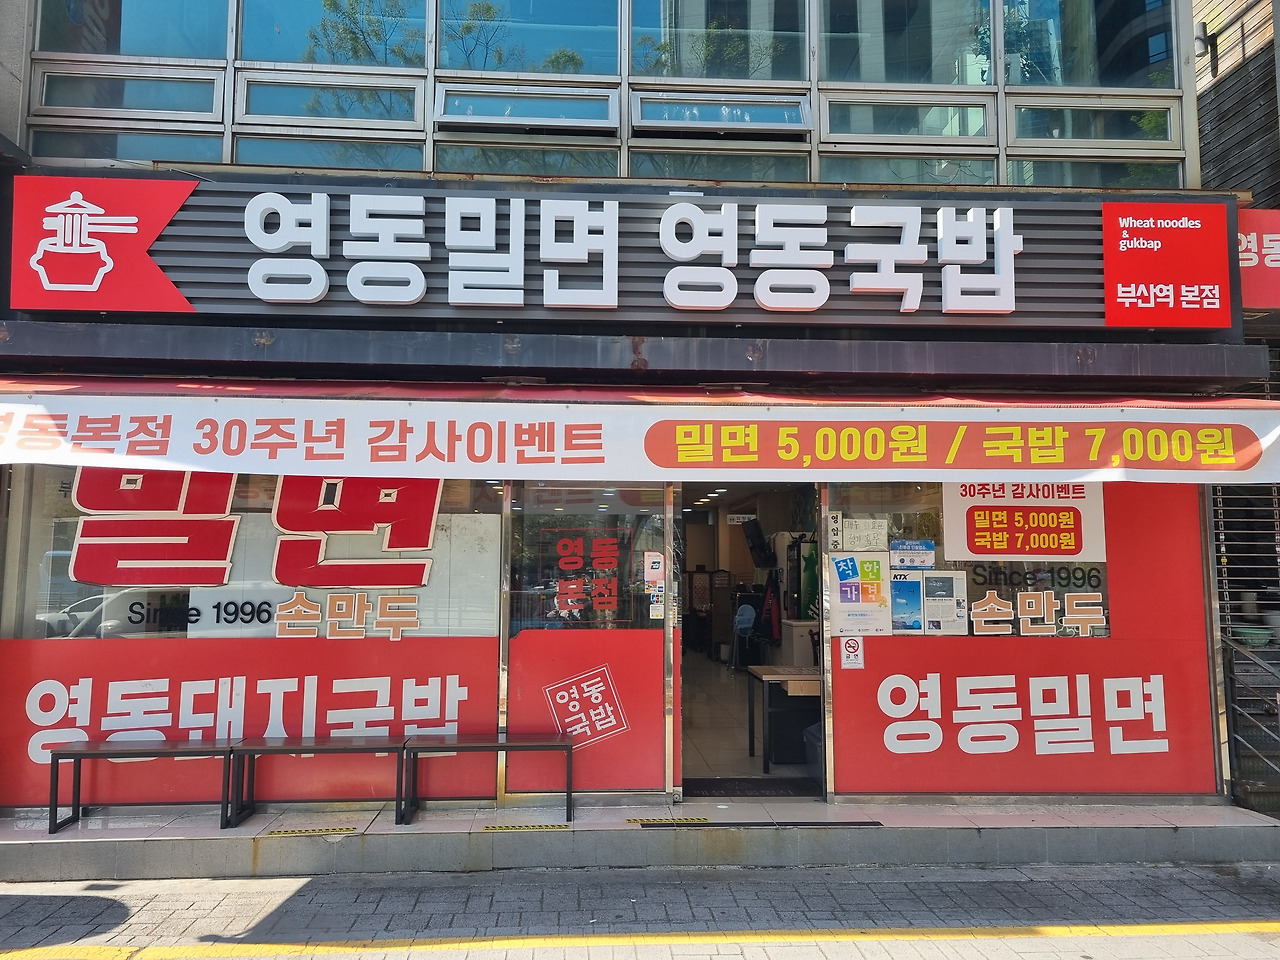 영동밀면 영동국밥
Wheat noodles
&
gukbap
부산역 본점
영동
영동본점 30주년 감사이벤트 밀면 5,000원 / 국밥 7,000원
밀면
Since 1996 손만두
영동돼지국밥
영동
본점
영동
국밥
영업중
착한
가격
KTX
30주년 감사이벤트
밀면 5,000원
국밥 7,000원
Since 1996
손만두
영동밀면